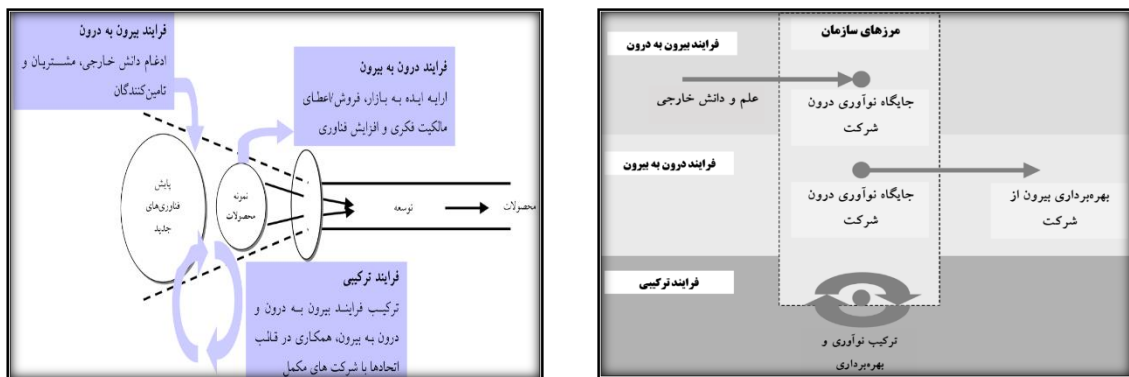 فرایند بیرون به درون
ادغام دانش خارجی، مشتریان و
تامین‌کنندگان
فرایند درون به بیرون
ارایه ایده به بازار، فروش/اعطای
مالکیت فکری و افزایش فناوری
پایش
فناوری‌های
جدید
نمونه
محصولات
توسعه
محصولات
فرایند ترکیبی
ترکیب فرایند بیرون به درون و
درون به بیرون، همکاری در قالب
اتحادها با شرکت های مکمل
مرزهای سازمان
فرایند بیرون به درون
علم و دانش خارجی
جایگاه نوآوری درون
شرکت
فرایند درون به بیرون
جایگاه نوآوری درون
شرکت
بهره‌برداری بیرون از
شرکت
فرایند ترکیبی
ترکیب نوآوری و
بهره‌برداری